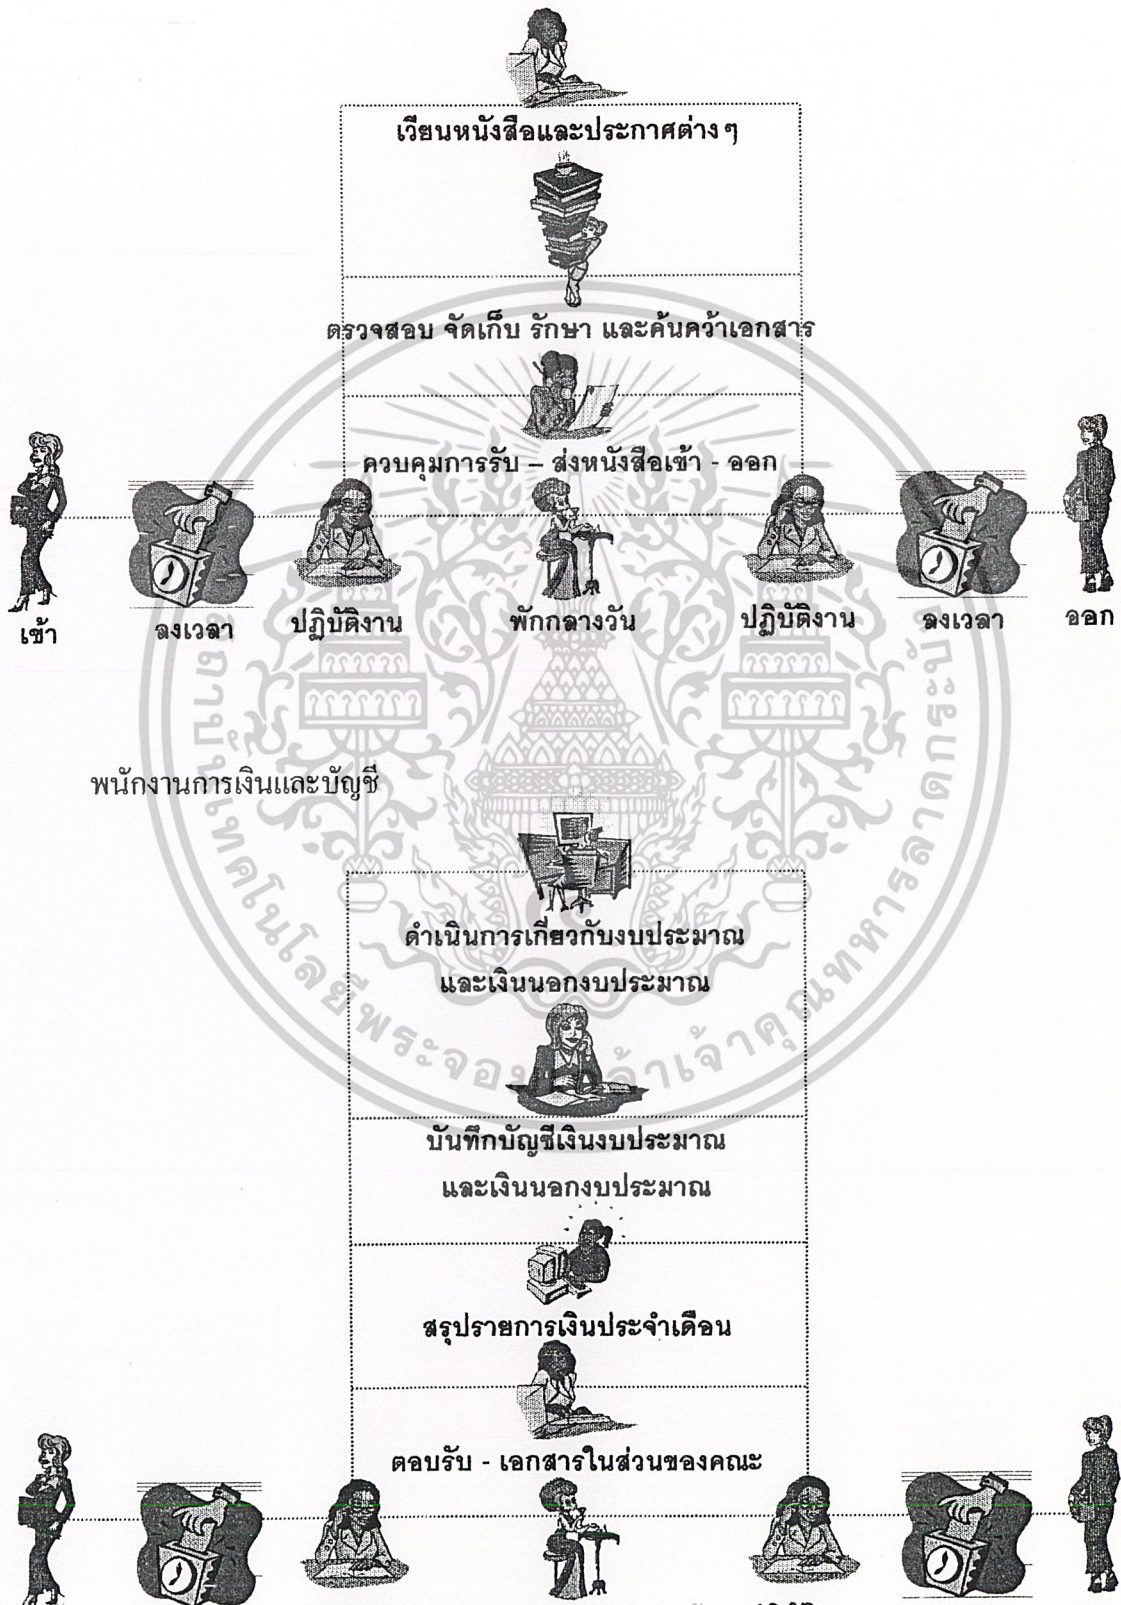 เวียนหนังสือและประกาศต่างๆ
ตรวจสอบ จัดเก็บ รักษา และค้นคว้าเอกสาร
ควบคุมการรับ – ส่งหนังสือเข้า - ออก
เข้า ลงเวลา ปฏิบัติงาน พักกลางวัน ปฏิบัติงาน ลงเวลา ออก
พนักงานการเงินและบัญชี
ดำเนินการเกี่ยวกับงบประมาณ
และเงินนอกงบประมาณ
บันทึกบัญชีเงินงบประมาณ
และเงินนอกงบประมาณ
สรุปรายการเงินประจำเดือน
ตอบรับ - เอกสารในส่วนของคณะ